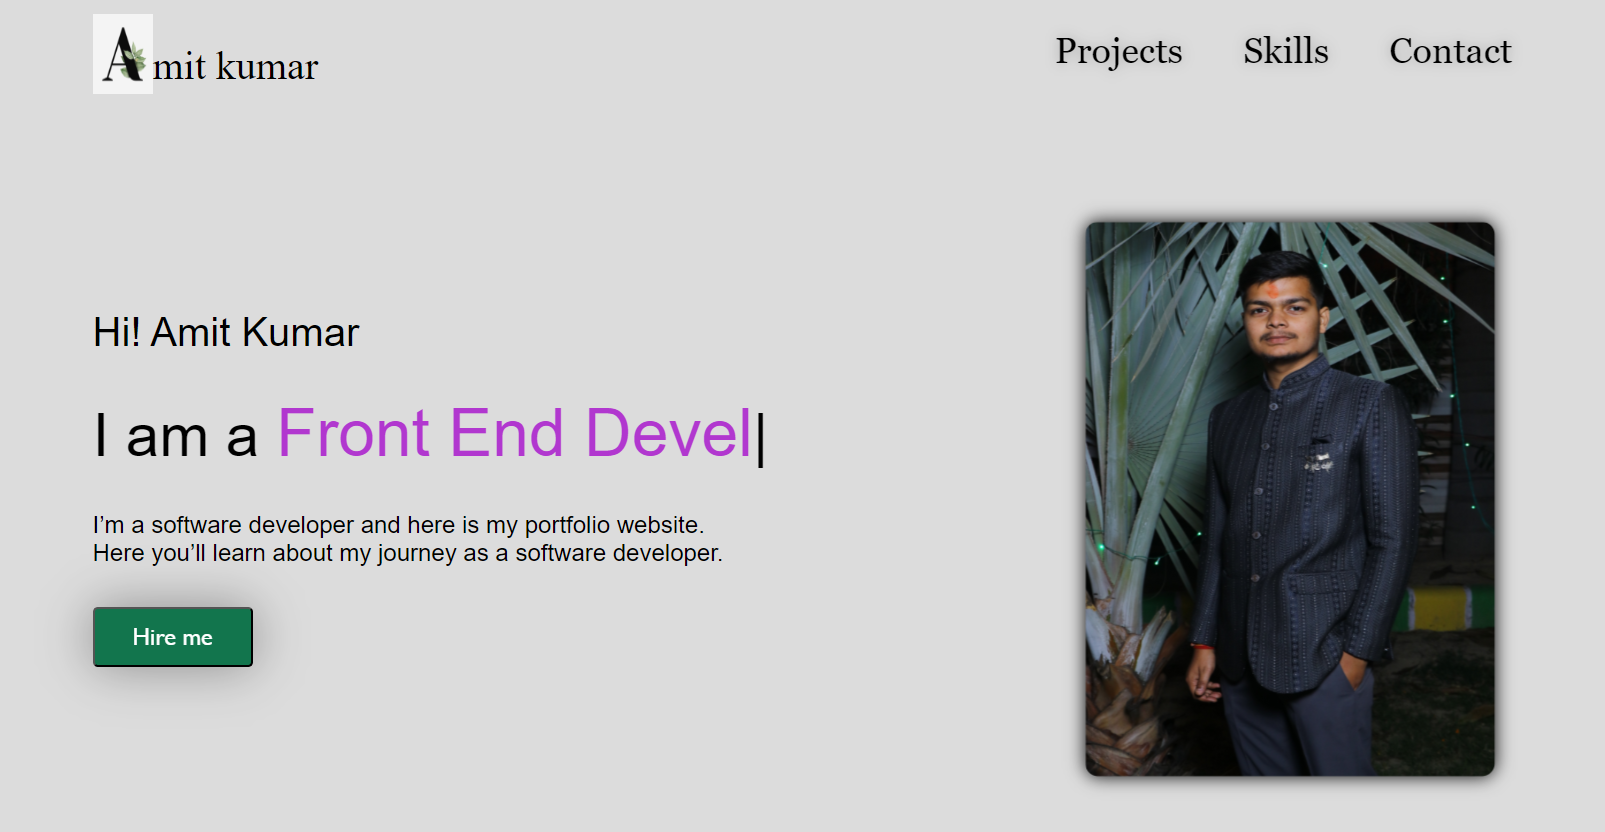 Amit kumar
Projects
Skills
Contact
Hi! Amit Kumar
I am a Front End Devel|
I’m a software developer and here is my portfolio website.
Here you’ll learn about my journey as a software developer.
Hire me